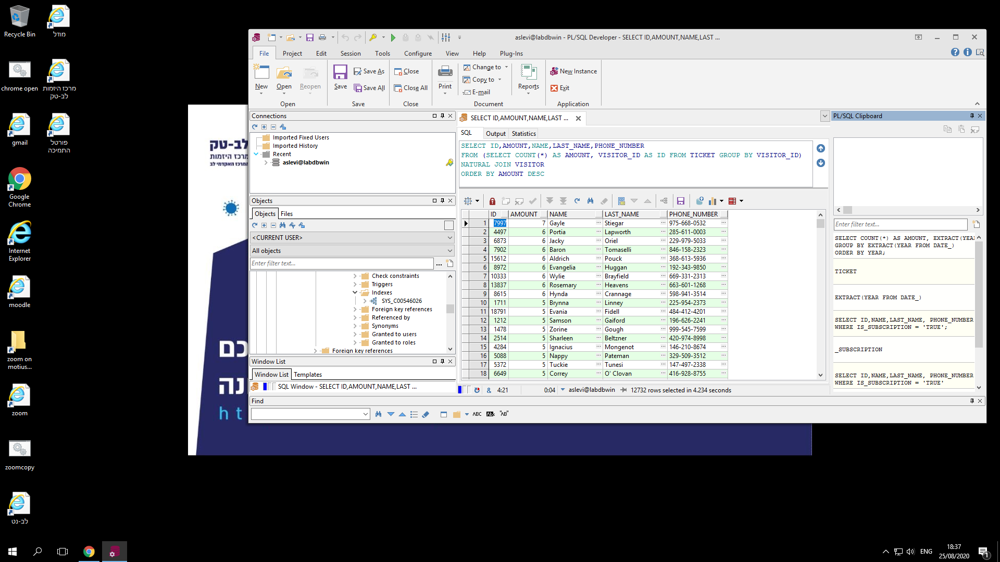 Recycle Bin
מודל
chrome open
מרכז היזמות
לב-טק
gmail
פורטל
התמיכה
Google
Chrome
Internet
Explorer
moodle
zoom on
motius...
zoom
zoomcopy
לב-נט
לב-טק
מרכז היזמות
המרכז האקדמי לב
כם
נה
ht
aslevi@labdbwin - PL/SQL Developer - SELECT ID,AMOUNT,NAME,LAST ...
File Project Edit Session Tools Configure View Help Plug-Ins
New Open Reopen
Open
Save Save As
Save All
Save
Close
Close All
Close
Print
Change to
Copy to
E-mail
Reports
Document
New Instance
Exit
Application
Connections
Imported Fixed Users
Imported History
Recent
aslevi@labdbwin
Objects
Objects Files
<CURRENT USER>
All objects
Enter filter text...
Check constraints
Triggers
Indexes
SYS_C00546026
Foreign key references
Referenced by
Synonyms
Granted to users
Granted to roles
Foreign key references
Window List
Window List Templates
SQL Window - SELECT ID,AMOUNT,NAME,LAST ...
SELECT ID,AMOUNT,NAME,LAST ...
SQL Output Statistics
SELECT ID,AMOUNT,NAME,LAST_NAME,PHONE_NUMBER
FROM (SELECT COUNT(*) AS AMOUNT, VISITOR_ID AS ID FROM TICKET GROUP BY VISITOR_ID)
NATURAL JOIN VISITOR
ORDER BY AMOUNT DESC
ID AMOUNT NAME LAST_NAME PHONE_NUMBER
1 7997 7 Gayle ... Stiegar ... 975-668-0532 ...
2 4497 6 Portia ... Lapworth ... 285-611-0003 ...
3 6873 6 Jacky ... Oriel ... 229-979-5033 ...
4 7902 6 Baron ... Tomaselli ... 846-158-2323 ...
5 15612 6 Aldrich ... Pouck ... 368-613-5936 ...
6 8972 6 Evangelia ... Huggan ... 192-343-9850 ...
7 10333 6 Wylie ... Brayfield ... 669-331-2313 ...
8 13837 6 Rosemary ... Heavens ... 663-601-1268 ...
9 8615 6 Hynda ... Crannage ... 598-941-3514 ...
10 1711 5 Brynna ... Linney ... 225-954-2373 ...
11 18791 5 Evania ... Fidell ... 484-412-4201 ...
12 1212 5 Samson ... Gaiford ... 196-626-2241 ...
13 1478 5 Zorine ... Gough ... 999-545-7599 ...
14 2514 5 Sharleen ... Beltzner ... 420-974-8998 ...
15 4284 5 Ignacius ... Mongenot ... 146-210-8674 ...
16 5088 5 Nappy ... Pateman ... 329-509-3512 ...
17 5372 5 Tuckie ... Tunesi ... 147-497-2338 ...
18 6649 5 Correy ... O' Clovan ... 416-928-8755 ...
& 4:21 0:04 aslevi@labdbwin 12732 rows selected in 4.234 seconds
PL/SQL Clipboard
Enter filter text...
SELECT COUNT(*) AS AMOUNT, EXTRACT(YEA
GROUP BY EXTRACT(YEAR FROM DATE_)
ORDER BY YEAR;
TICKET
EXTRACT(YEAR FROM DATE_)
SELECT ID,NAME,LAST_NAME, PHONE_NUMBER
WHERE IS_SUBSCRIPTION = 'TRUE';
_SUBSCRIPTION
SELECT ID,NAME,LAST_NAME, PHONE_NUMBER
WHERE IS_SUBSCRIPTION = 'TRUE'
Find
ABC AB "AB"
ENG
18:37
25/08/2020
1